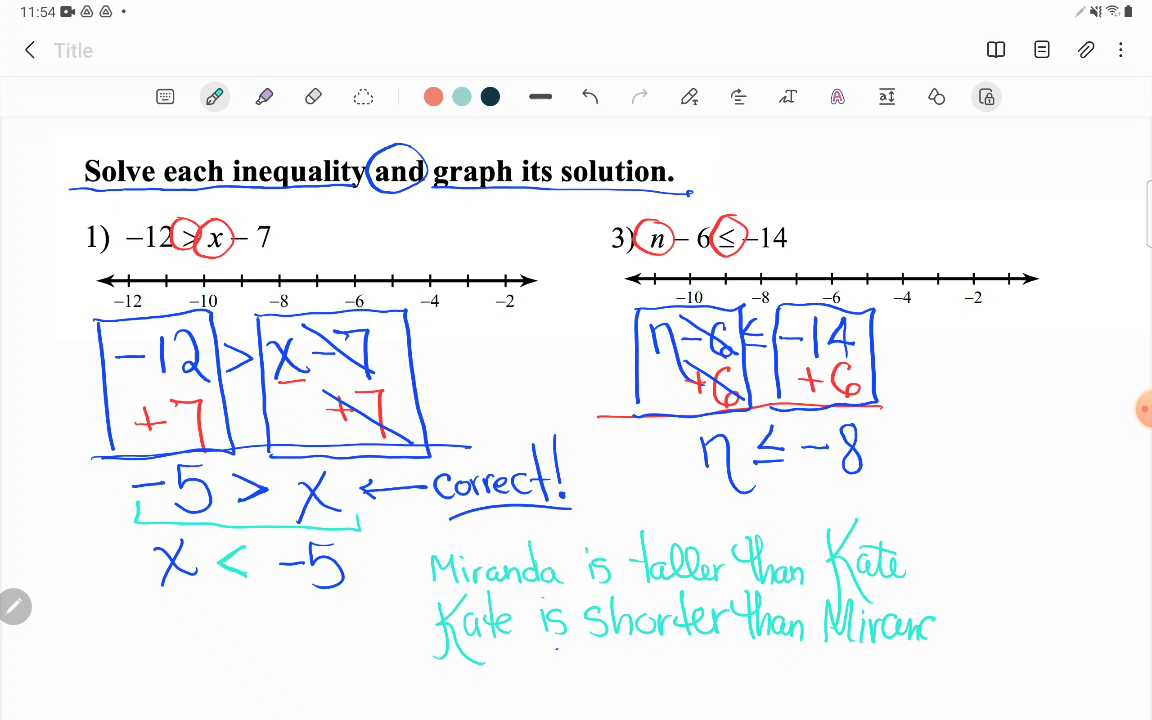 11:54
Title
Solve each inequality and graph its solution.
1) −12 > x − 7
−12 −10 −8 −6 −4 −2
-12 > x - 7
+7 +7
-5 > x ← correct!
x < -5
3) n − 6 ≤ −14
−10 −8 −6 −4 −2
n - 6 ≤ -14
+6 +6
n ≤ -8
Miranda is taller than Kate
Kate is shorter than Miranc